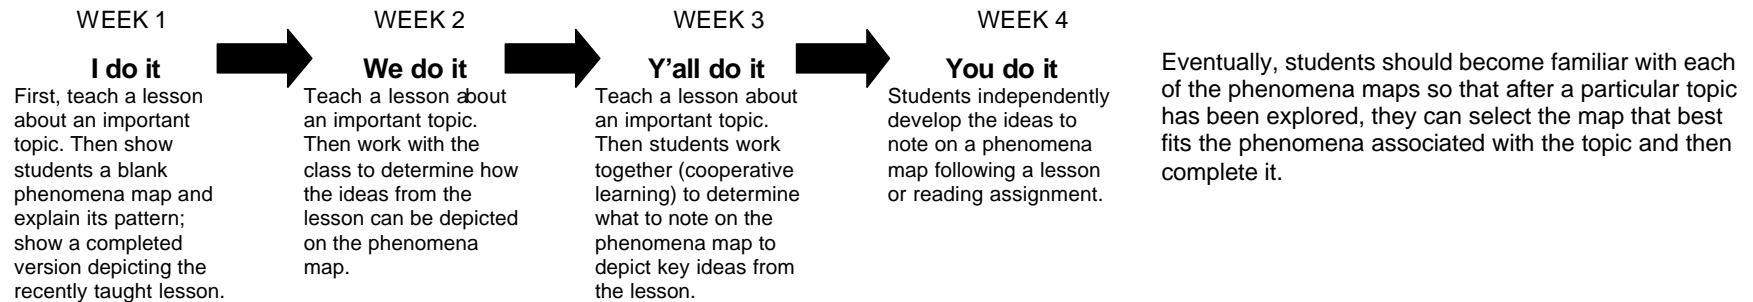 WEEK 1
I do it
First, teach a lesson
about an important
topic. Then show
students a blank
phenomena map and
explain its pattern;
show a completed
version depicting the
recently taught lesson.
WEEK 2
We do it
Teach a lesson about
an important topic.
Then work with the
class to determine how
the ideas from the
lesson can be depicted
on the phenomena
map.
WEEK 3
Y'all do it
Teach a lesson about
an important topic.
Then students work
together (cooperative
learning) to determine
what to note on the
phenomena map to
depict key ideas from
the lesson.
WEEK 4
You do it
Students independently
develop the ideas to
note on a phenomena
map following a lesson
or reading assignment.
Eventually, students should become familiar with each
of the phenomena maps so that after a particular topic
has been explored, they can select the map that best
fits the phenomena associated with the topic and then
complete it.